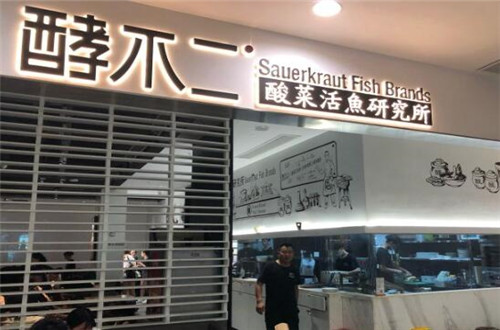 酵不二
Sauerkraut Fish Brands
酸菜活魚研究所